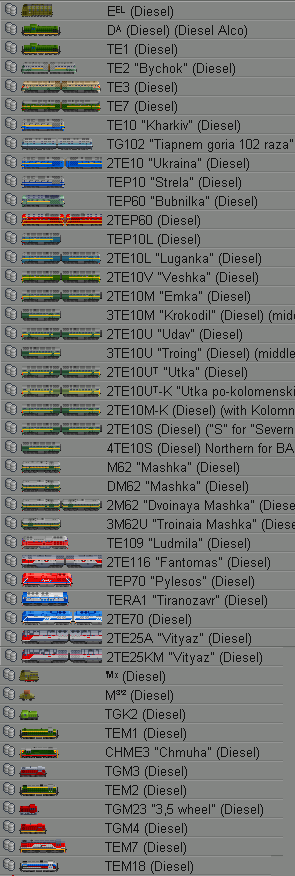 Eᴱᴸ (Diesel)
Dᴬ (Diesel) (Diesel Alco)
TE1 (Diesel)
TE2 "Bychok" (Diesel)
TE3 (Diesel)
TE7 (Diesel)
TE10 "Kharkiv" (Diesel)
TG102 "Tiapnem goria 102 raza"
2TE10 "Ukraina" (Diesel)
TEP10 "Strela" (Diesel)
TEP60 "Bubnilka" (Diesel)
2TEP60 (Diesel)
TEP10L (Diesel)
2TE10L "Luganka" (Diesel)
2TE10V "Veshka" (Diesel)
2TE10M "Emka" (Diesel)
3TE10M "Krokodil" (Diesel) (mid
2TE10U "Udav" (Diesel)
3TE10U "Troing" (Diesel) (middle
2TE10Uᵀ "Utka" (Diesel)
2TE10Uᵀ-K "Utka po-kolomenski
2TE10M-K (Diesel) (with Kolomn
2TE10S (Diesel) ("S" for "Severn
4TE10S (Diesel) Northern for BA
M62 "Mashka" (Diesel)
DM62 "Mashka" (Diesel)
2M62 "Dvoinaya Mashka" (Diese
3M62U "Troinaia Mashka" (Diese
TE109 "Ludmila" (Diesel)
2TE116 "Fantomas" (Diesel)
TEP70 "Pylesos" (Diesel)
TERA1 "Tiranozavr" (Diesel)
2TE70 (Diesel)
2TE25A "Vityaz" (Diesel)
2TE25KM "Vityaz" (Diesel)
(Diesel)
(Diesel)
TGK2 (Diesel)
TEM1 (Diesel)
CHME3 "Chmuha" (Diesel)
TGM3 (Diesel)
TEM2 (Diesel)
TGM23 "3,5 wheel" (Diesel)
TGM4 (Diesel)
TEM7 (Diesel)
TEM18 (Diesel)